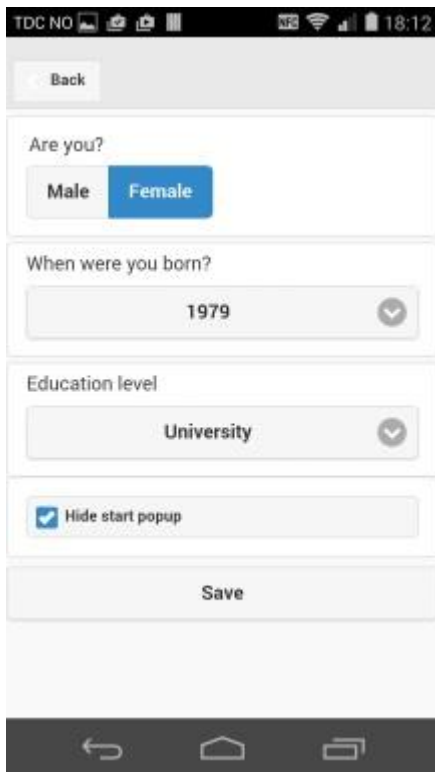 TDC NO NFC 18:12
Back
Are you?
Male Female
When were you born?
1979
Education level
University
Hide start popup
Save